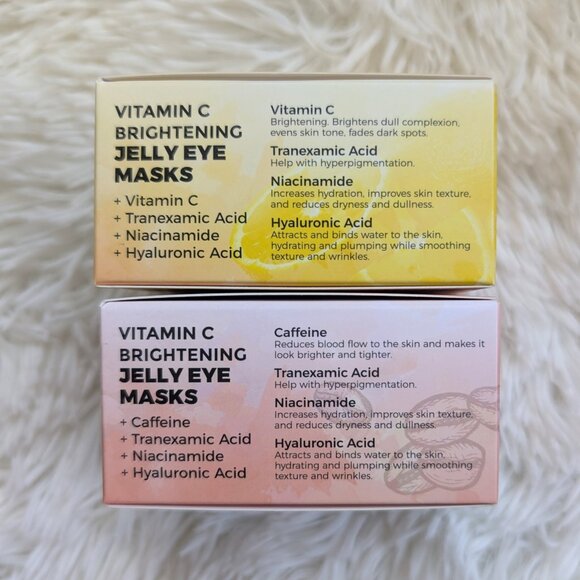 VITAMIN C
BRIGHTENING
JELLY EYE
MASKS
+ Vitamin C
+ Tranexamic Acid
+ Niacinamide
+ Hyaluronic Acid
Vitamin C
Brightening, Brightens dull complexion,
evens skin tone, fades dark spots.
Tranexamic Acid
Help with hyperpigmentation.
Niacinamide
Increases hydration, improves skin texture,
and reduces dryness and dullness.
Hyaluronic Acid
Attracts and binds water to the skin,
hydrating and plumping while smoothing
texture and wrinkles.
VITAMIN C
BRIGHTENING
JELLY EYE
MASKS
+ Caffeine
+ Tranexamic Acid
+ Niacinamide
+ Hyaluronic Acid
Caffeine
Reduces blood flow to the skin and makes it
look brighter and tighter.
Tranexamic Acid
Help with hyperpigmentation.
Niacinamide
Increases hydration, improves skin texture,
and reduces dryness and dullness.
Hyaluronic Acid
Attracts and binds water to the skin,
hydrating and plumping while smoothing
texture and wrinkles.